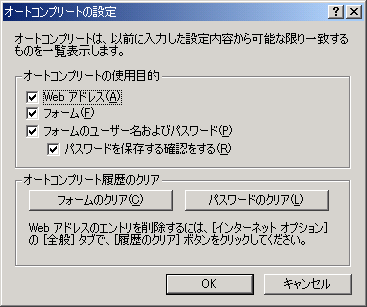 オートコンプリートの設定
オートコンプリートは、以前に入力した設定内容から可能な限り一致する
ものを一覧表示します。
オートコンプリートの使用目的
Web アドレス(A)
フォーム(F)
フォームのユーザー名およびパスワード(P)
パスワードを保存する確認をする(R)
オートコンプリート履歴のクリア
フォームのクリア(C) パスワードのクリア(L)
Web アドレスのエントリを削除するには、[インターネット オプション]
の [全般] タブで、[履歴のクリア] ボタンをクリックしてください。
OK キャンセル